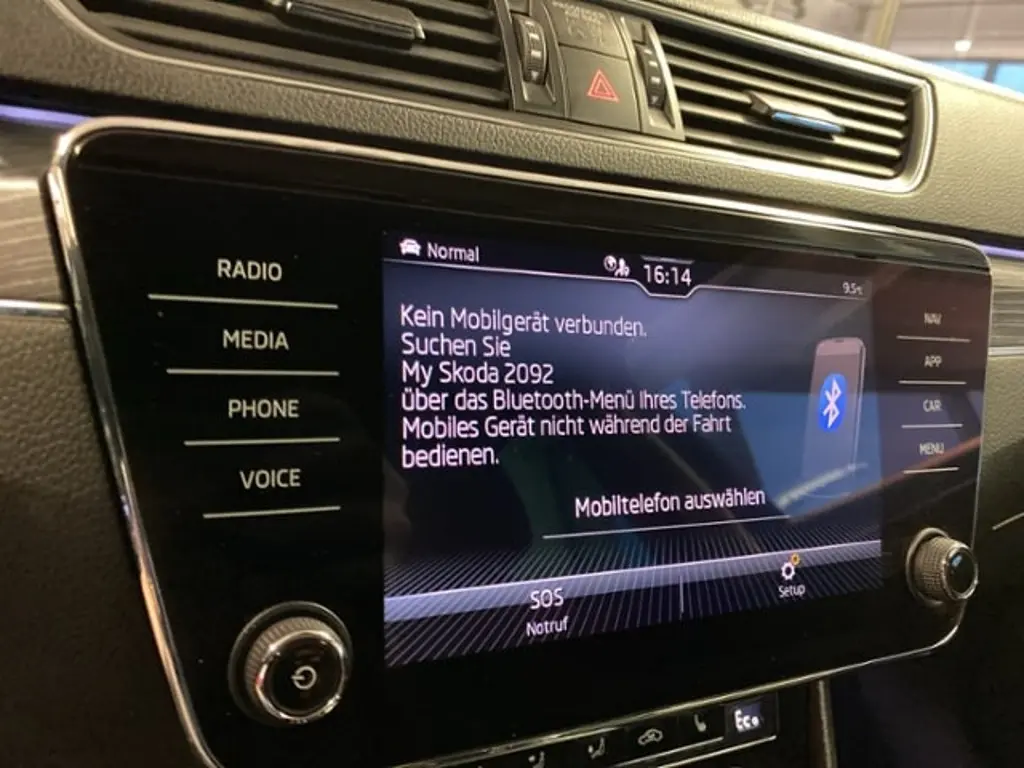 Normal
16:14
9.5°C
RADIO
MEDIA
PHONE
VOICE
Kein Mobilgerät verbunden.
Suchen Sie
My Skoda 2092
über das Bluetooth-Menü Ihres Telefons.
Mobiles Gerät nicht während der Fahrt
bedienen.
Mobiltelefon auswählen
SOS
Notruf
Setup
NAV
APP
CAR
MENU
Eco